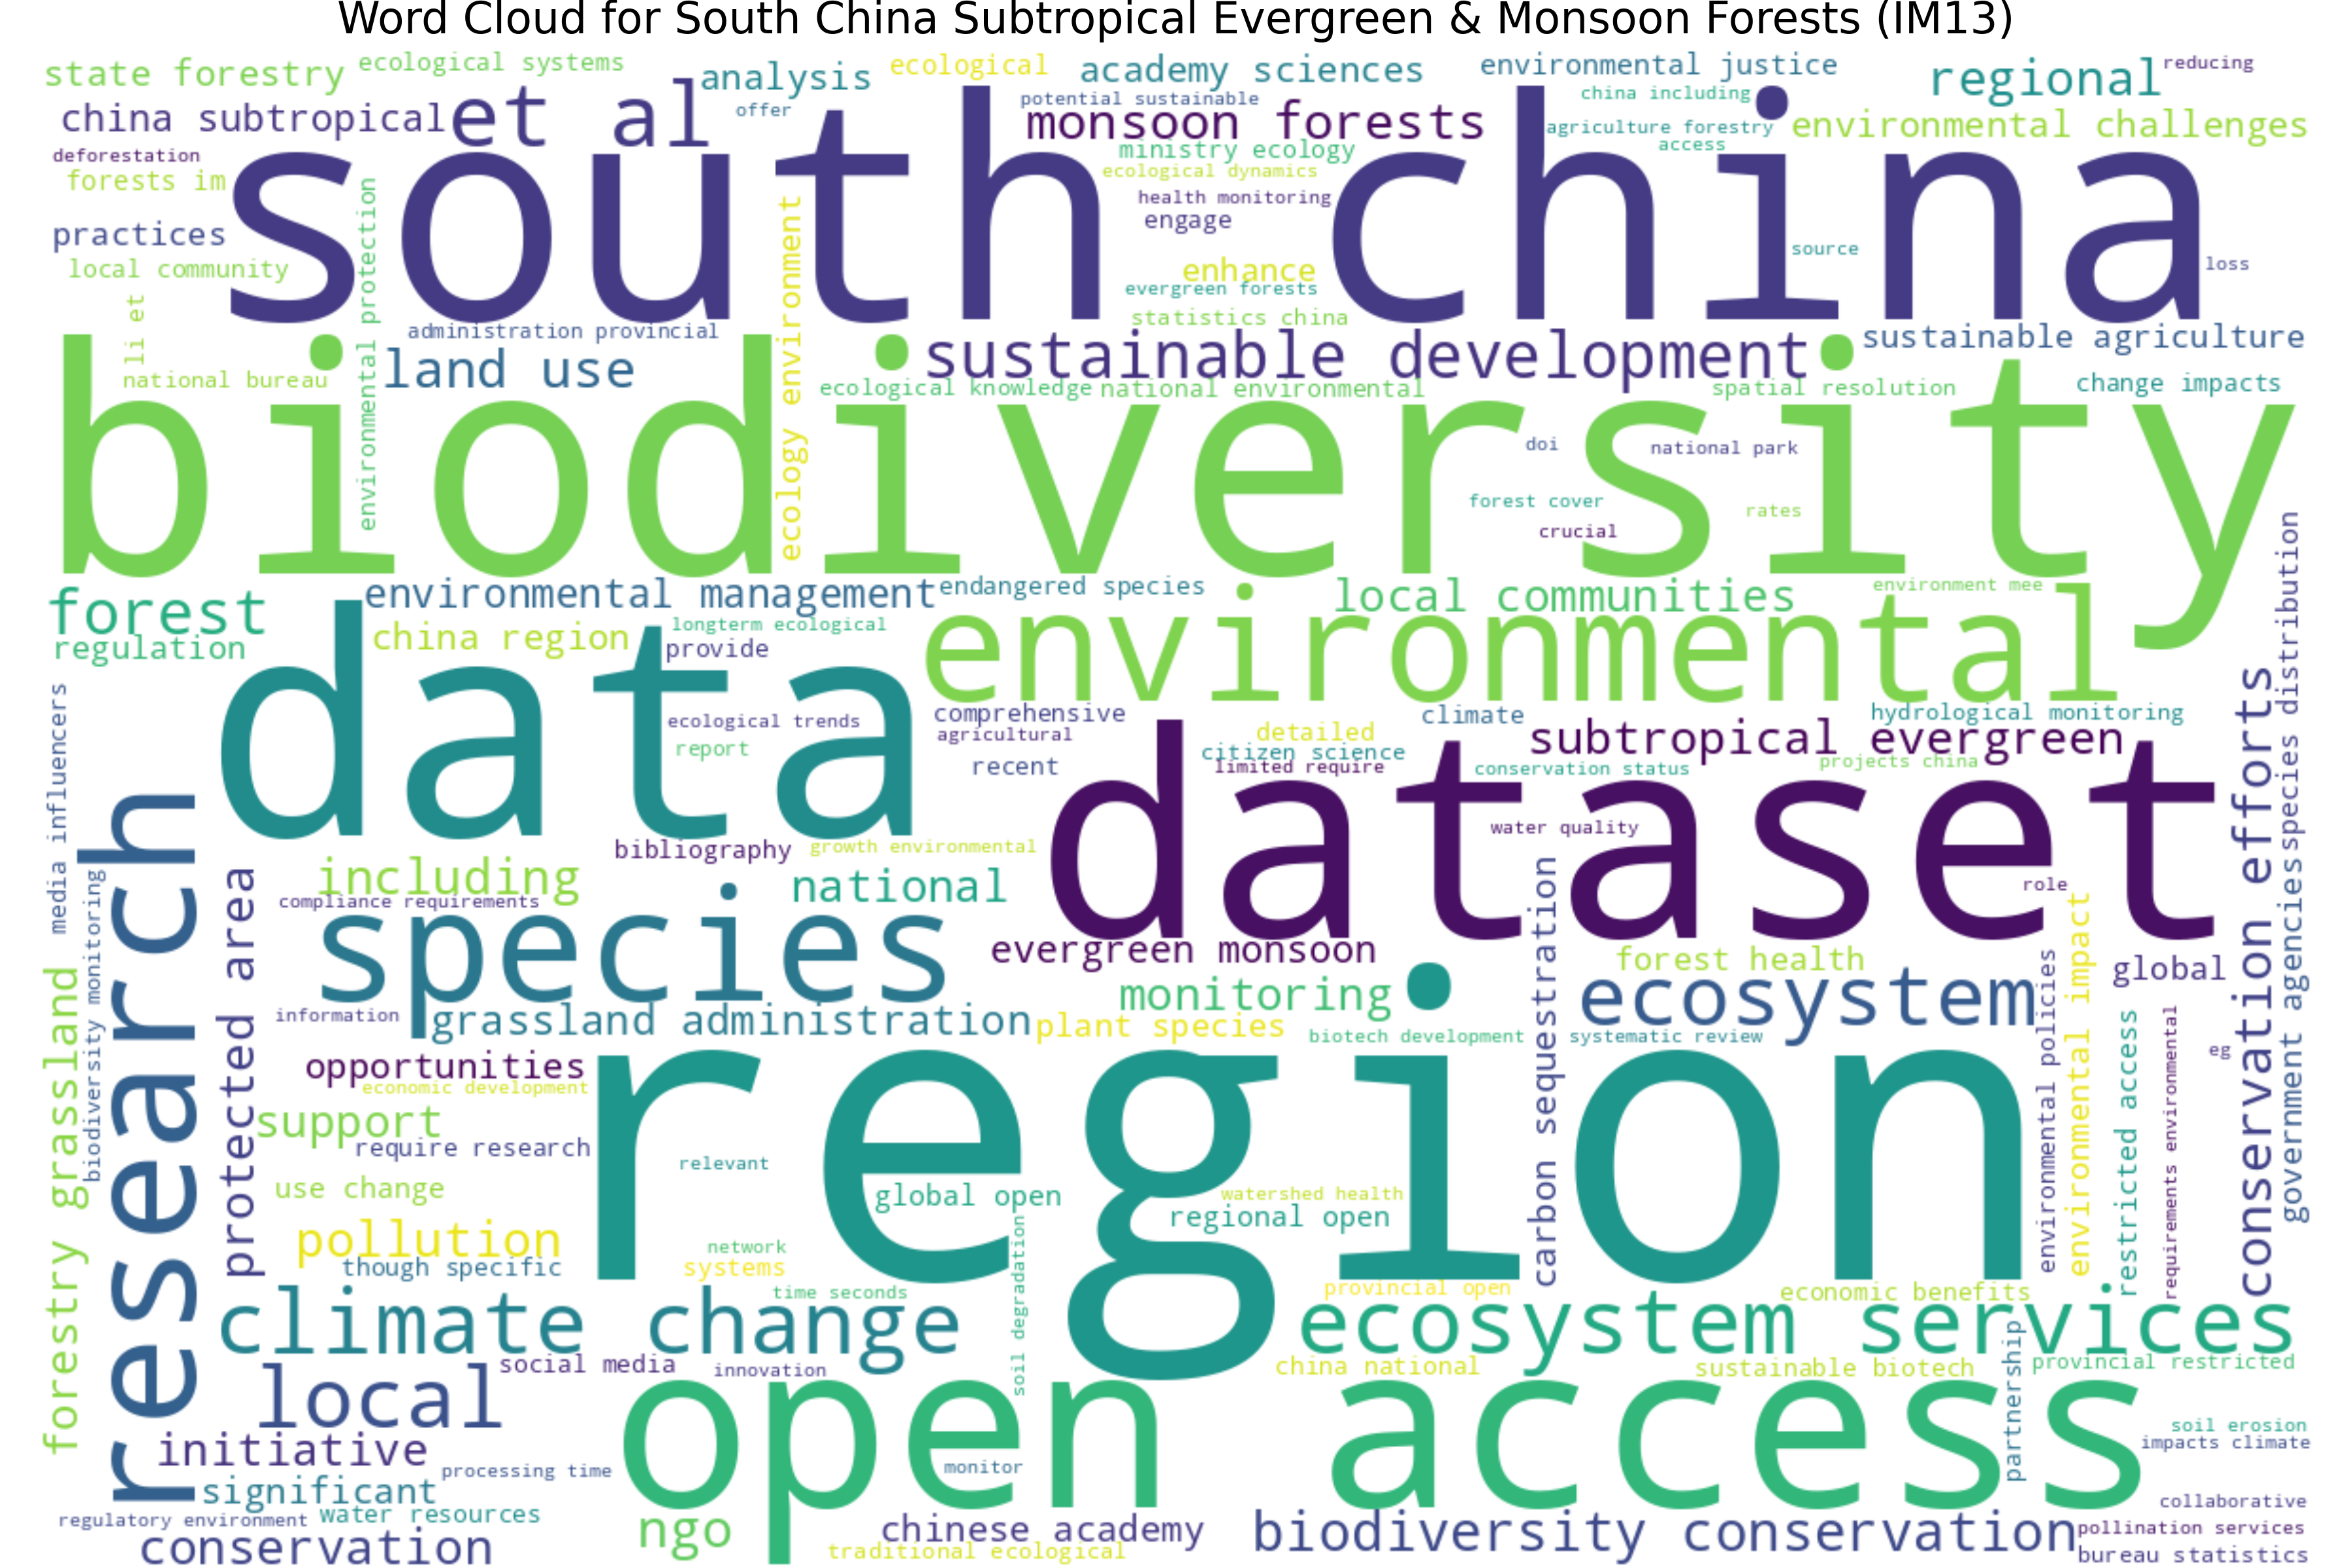 Word Cloud for South China Subtropical Evergreen & Monsoon Forests (IM13)
state forestry
ecological systems
analysis
ecological
academy sciences
environmental justice
regional
reducing
china subtropical
et al
offer
potential sustainable
monsoon forests
china including
agriculture forestry
access
environmental challenges
deforestation
forests im
ministry ecology
ecological dynamics
health monitoring
engage
practices
local community
south china
source
loss
enhance
evergreen forests
statistics china
li et
environmental protection
ecology environment
administration provincial
land use
national bureau
sustainable development
sustainable agriculture
ecological knowledge
national environmental
spatial resolution
change impacts
biodiversity
doi
national park
forest cover
rates
crucial
forest
regulation
environmental management
endangered species
local communities
environment mee
species distribution
china region
longterm ecological
provide
environmental
data
ecological trends
report
comprehensive
agricultural
recent
climate
detailed
citizen science
limited require
hydrological monitoring
subtropical evergreen
conservation status
projects china
media influencers
research
dataset
water quality
role
conservation efforts
government agencies
bibliography
growth environmental
including
compliance requirements
national
species
protected area
biodiversity monitoring
forestry grassland
evergreen monsoon
carbon sequestration
forest health
global
monitoring
ecosystem
information
grassland administration
plant species
biotech development
systematic review
environmental policies
environmental impact
restricted access
requirements environmental
eg
opportunities
economic development
support
require research
region
relevant
use change
global open
watershed health
regional open
pollution
though specific
network
systems
time seconds
soil degradation
provincial open
economic benefits
climate change
ecosystem services
social media
innovation
china national
sustainable biotech
partnership
provincial restricted
local
open access
initiative
processing time
monitor
soil erosion
impacts climate
significant
regulatory environment
water resources
conservation
ngo
chinese academy
traditional ecological
biodiversity conservation
collaborative
pollination services
bureau statistics